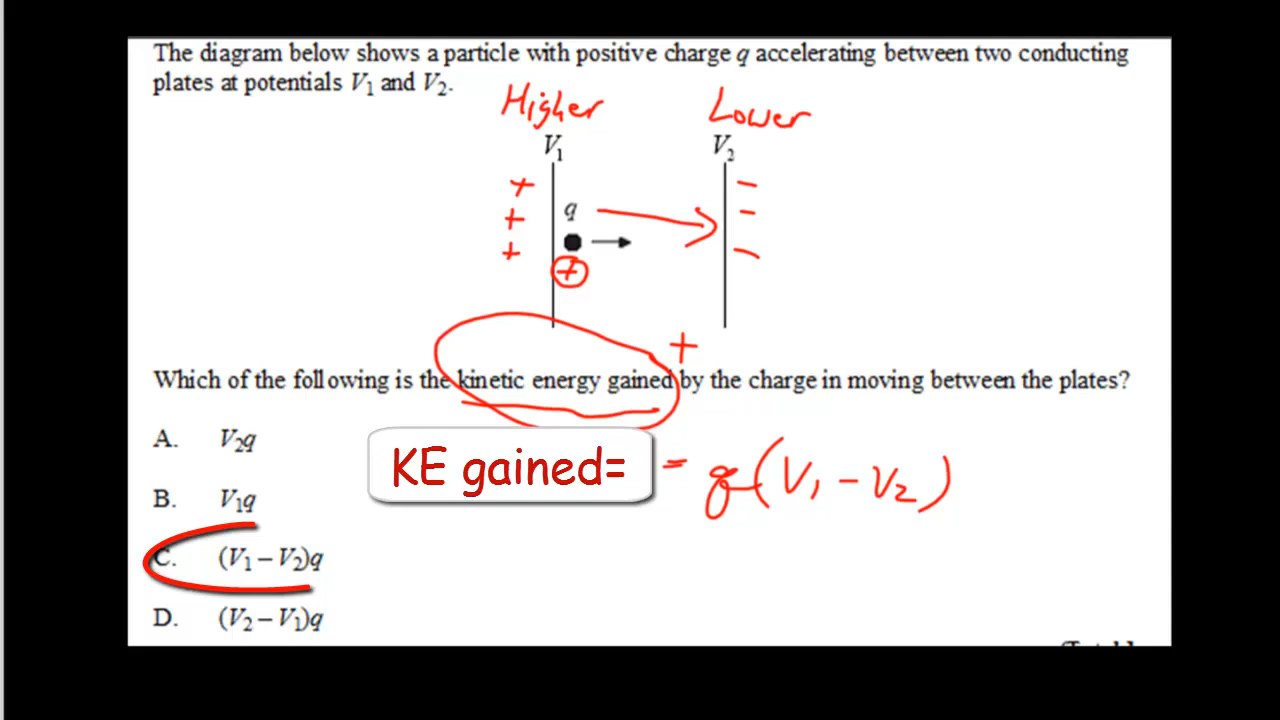 The diagram below shows a particle with positive charge q accelerating between two conducting
plates at potentials V₁ and V₂.
Higher Lower
V₁ V₂
+ −
+ q −
+ −
+
+
Which of the following is the kinetic energy gained by the charge in moving between the plates?
A. V₂q
KE gained= = q(V₁ − V₂)
B. V₁q
C. (V₁ – V₂)q
D. (V₂ – V₁)q